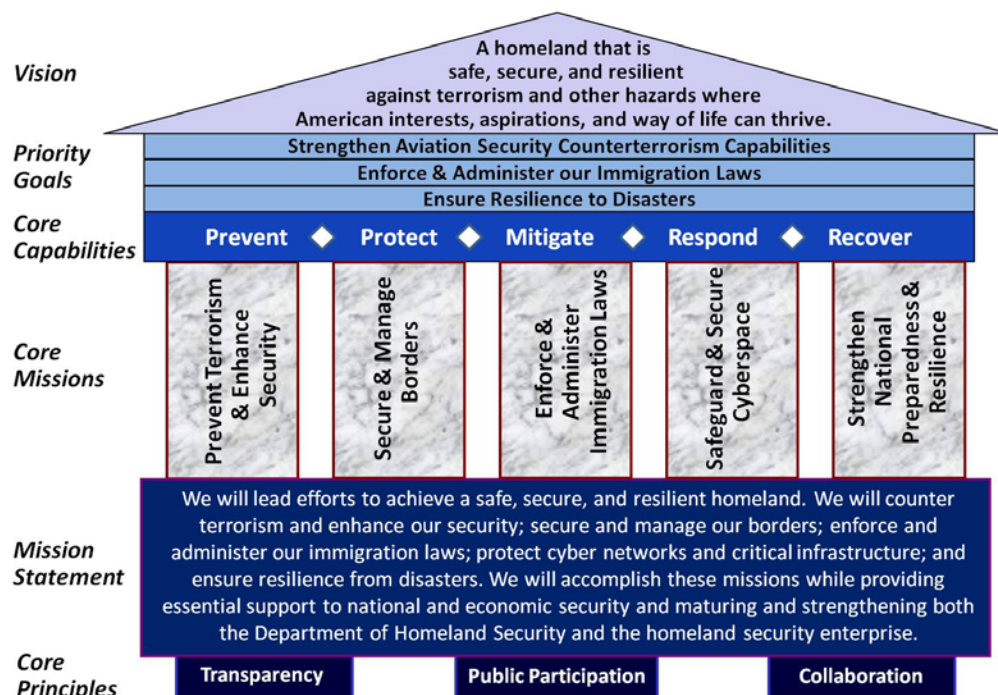 Vision
A homeland that is
safe, secure, and resilient
against terrorism and other hazards where
American interests, aspirations, and way of life can thrive.
Priority
Goals
Strengthen Aviation Security Counterterrorism Capabilities
Enforce & Administer our Immigration Laws
Ensure Resilience to Disasters
Core
Capabilities
Prevent Protect Mitigate Respond Recover
Core
Missions
Prevent Terrorism
& Enhance
Security
Secure & Manage
Borders
Enforce &
Administer
Immigration Laws
Safeguard & Secure
Cyberspace
Strengthen
National
Preparedness &
Resilience
Mission
Statement
We will lead efforts to achieve a safe, secure, and resilient homeland. We will counter
terrorism and enhance our security; secure and manage our borders; enforce and
administer our immigration laws; protect cyber networks and critical infrastructure; and
ensure resilience from disasters. We will accomplish these missions while providing
essential support to national and economic security and maturing and strengthening both
the Department of Homeland Security and the homeland security enterprise.
Core
Principles
Transparency Public Participation Collaboration